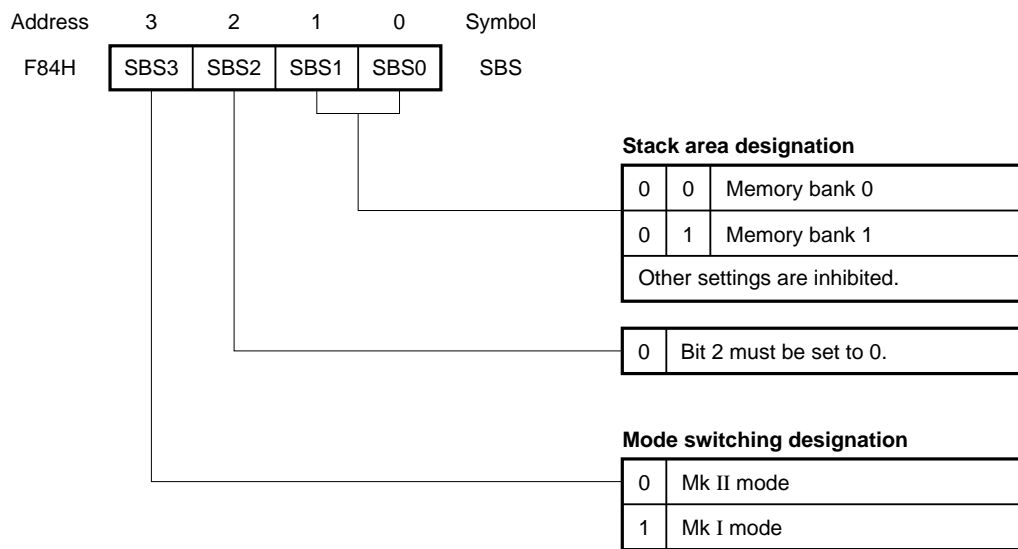 Address 3 2 1 0 Symbol
F84H SBS3 SBS2 SBS1 SBS0 SBS
Stack area designation
0 0 Memory bank 0
0 1 Memory bank 1
Other settings are inhibited.
0 Bit 2 must be set to 0.
Mode switching designation
0 Mk II mode
1 Mk I mode